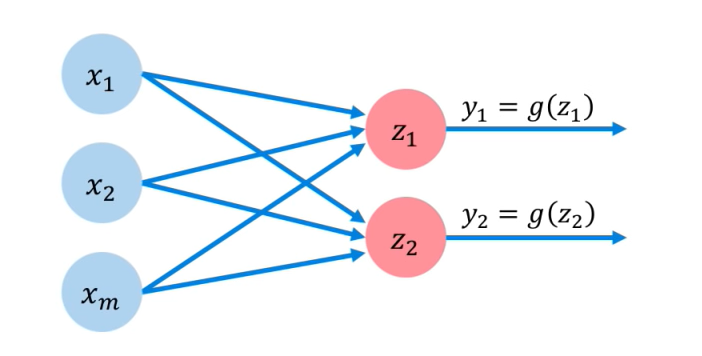 x₁
x₂
xₘ
z₁
z₂
y₁ = g(z₁)
y₂ = g(z₂)